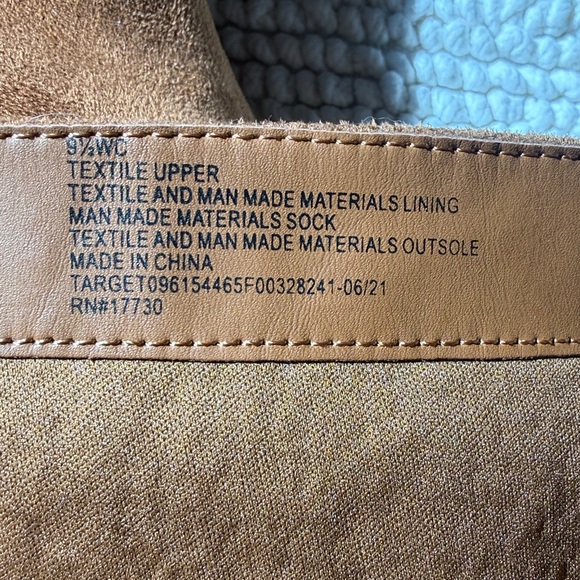 9½WC
TEXTILE UPPER
TEXTILE AND MAN MADE MATERIALS LINING
MAN MADE MATERIALS SOCK
TEXTILE AND MAN MADE MATERIALS OUTSOLE
MADE IN CHINA
TARGET096154465F00328241-06/21
RN#17730